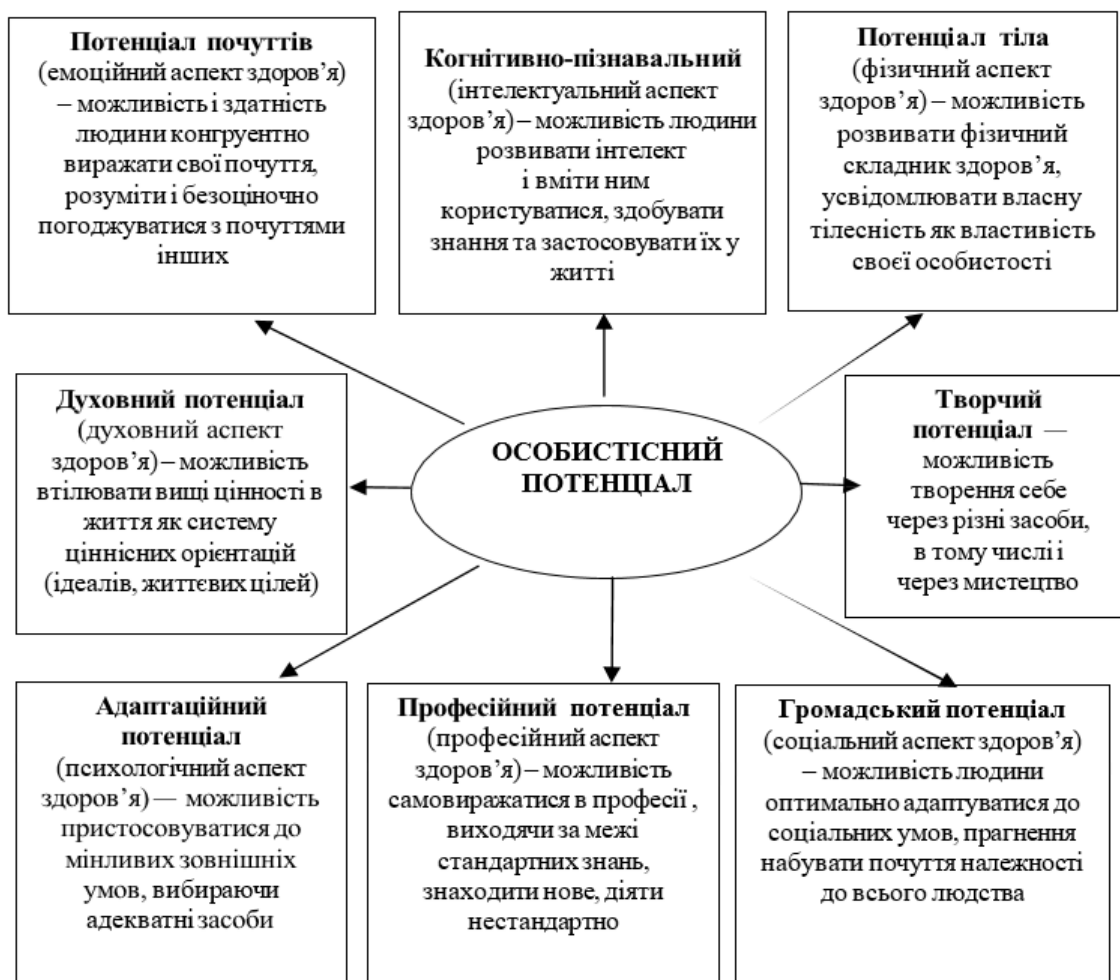 Потенціал почуттів
(емоційний аспект здоров’я)
– можливість і здатність
людини конгруентно
виражати свої почуття,
розуміти і безоціночно
погоджуватися з почуттями
інших
Когнітивно-пізнавальний
(інтелектуальний аспект
здоров’я) – можливість людини
розвивати інтелект
і вміти ним
користуватися, здобувати
знання та застосовувати їх у
житті
Потенціал тіла
(фізичний аспект
здоров’я) – можливість
розвивати фізичний
складник здоров’я,
усвідомлювати власну
тілесність як властивість
своєї особистості
Духовний потенціал
(духовний аспект
здоров’я) – можливість
втілювати вищі цінності в
життя як систему
ціннісних орієнтацій
(ідеалів, життєвих цілей)
ОСОБИСТІСНИЙ
ПОТЕНЦІАЛ
Творчий
потенціал —
можливість
творення себе
через різні засоби,
в тому числі і
через мистецтво
Адаптаційний
потенціал
(психологічний аспект
здоров’я) — можливість
пристосовуватися до
мінливих зовнішніх
умов, вибираючи
адекватні засоби
Професійний потенціал
(професійний аспект
здоров’я) – можливість
самовиражатися в професії ,
виходячи за межі
стандартних знань,
знаходити нове, діяти
нестандартно
Громадський потенціал
(соціальний аспект здоров’я)
– можливість людини
оптимально адаптуватися до
соціальних умов, прагнення
набувати почуття належності
до всього людства